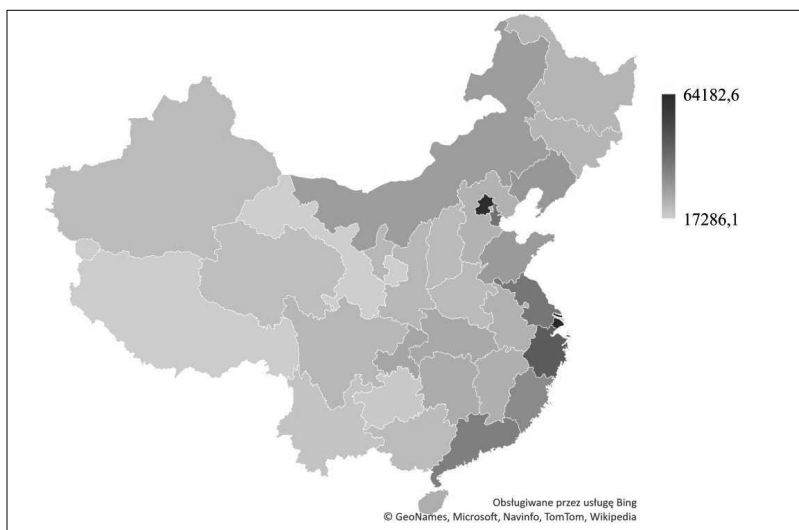 64182,6
17286,1
Obsługiwane przez usługę Bing
© GeoNames, Microsoft, Navinfo, TomTom, Wikipedia